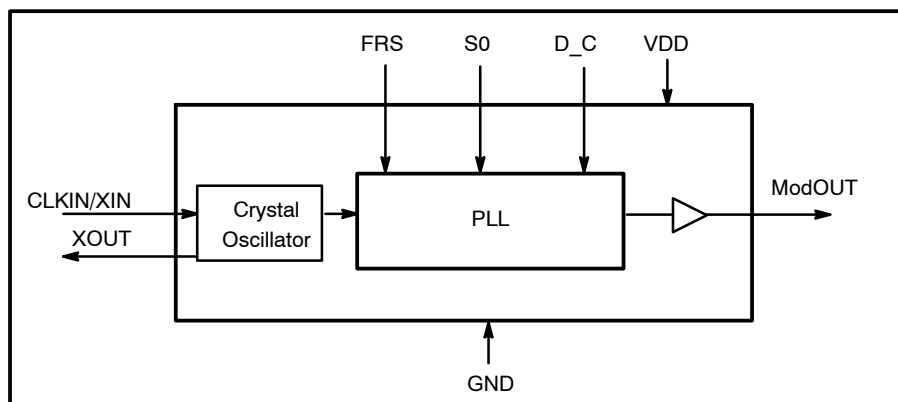 FRS
S0
D_C
VDD
CLKIN/XIN
XOUT
Crystal
Oscillator
PLL
ModOUT
GND